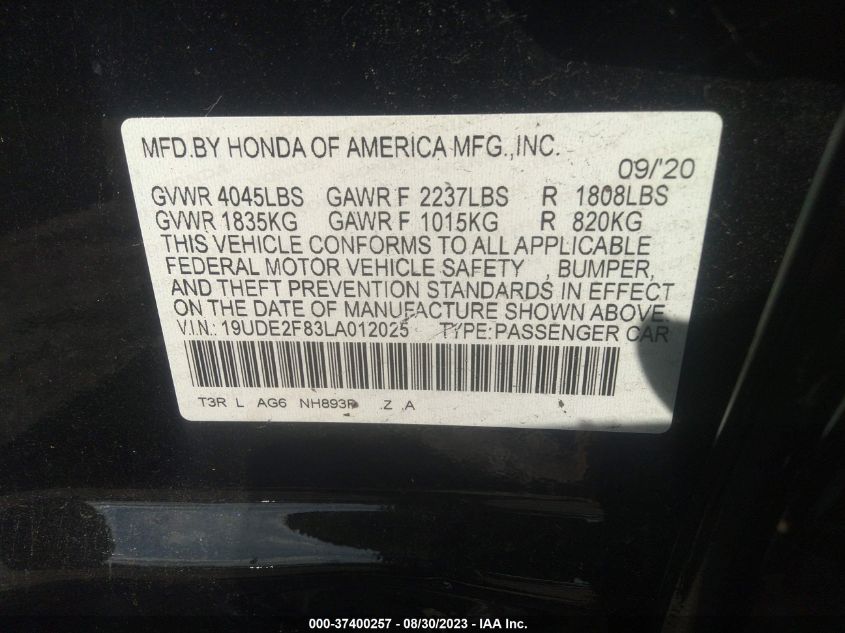 MFD.BY HONDA OF AMERICA MFG.,INC.
09/'20
GVWR 4045LBS GAWR F 2237LBS R 1808LBS
GVWR 1835KG GAWR F 1015KG R 820KG
THIS VEHICLE CONFORMS TO ALL APPLICABLE
FEDERAL MOTOR VEHICLE SAFETY , BUMPER,
AND THEFT PREVENTION STANDARDS IN EFFECT
ON THE DATE OF MANUFACTURE SHOWN ABOVE.
V.I.N.: 19UDE2F83LA012025 TYPE:PASSENGER CAR
T3R L AG6 NH893P Z A
000-37400257 - 08/30/2023 - IAA Inc.